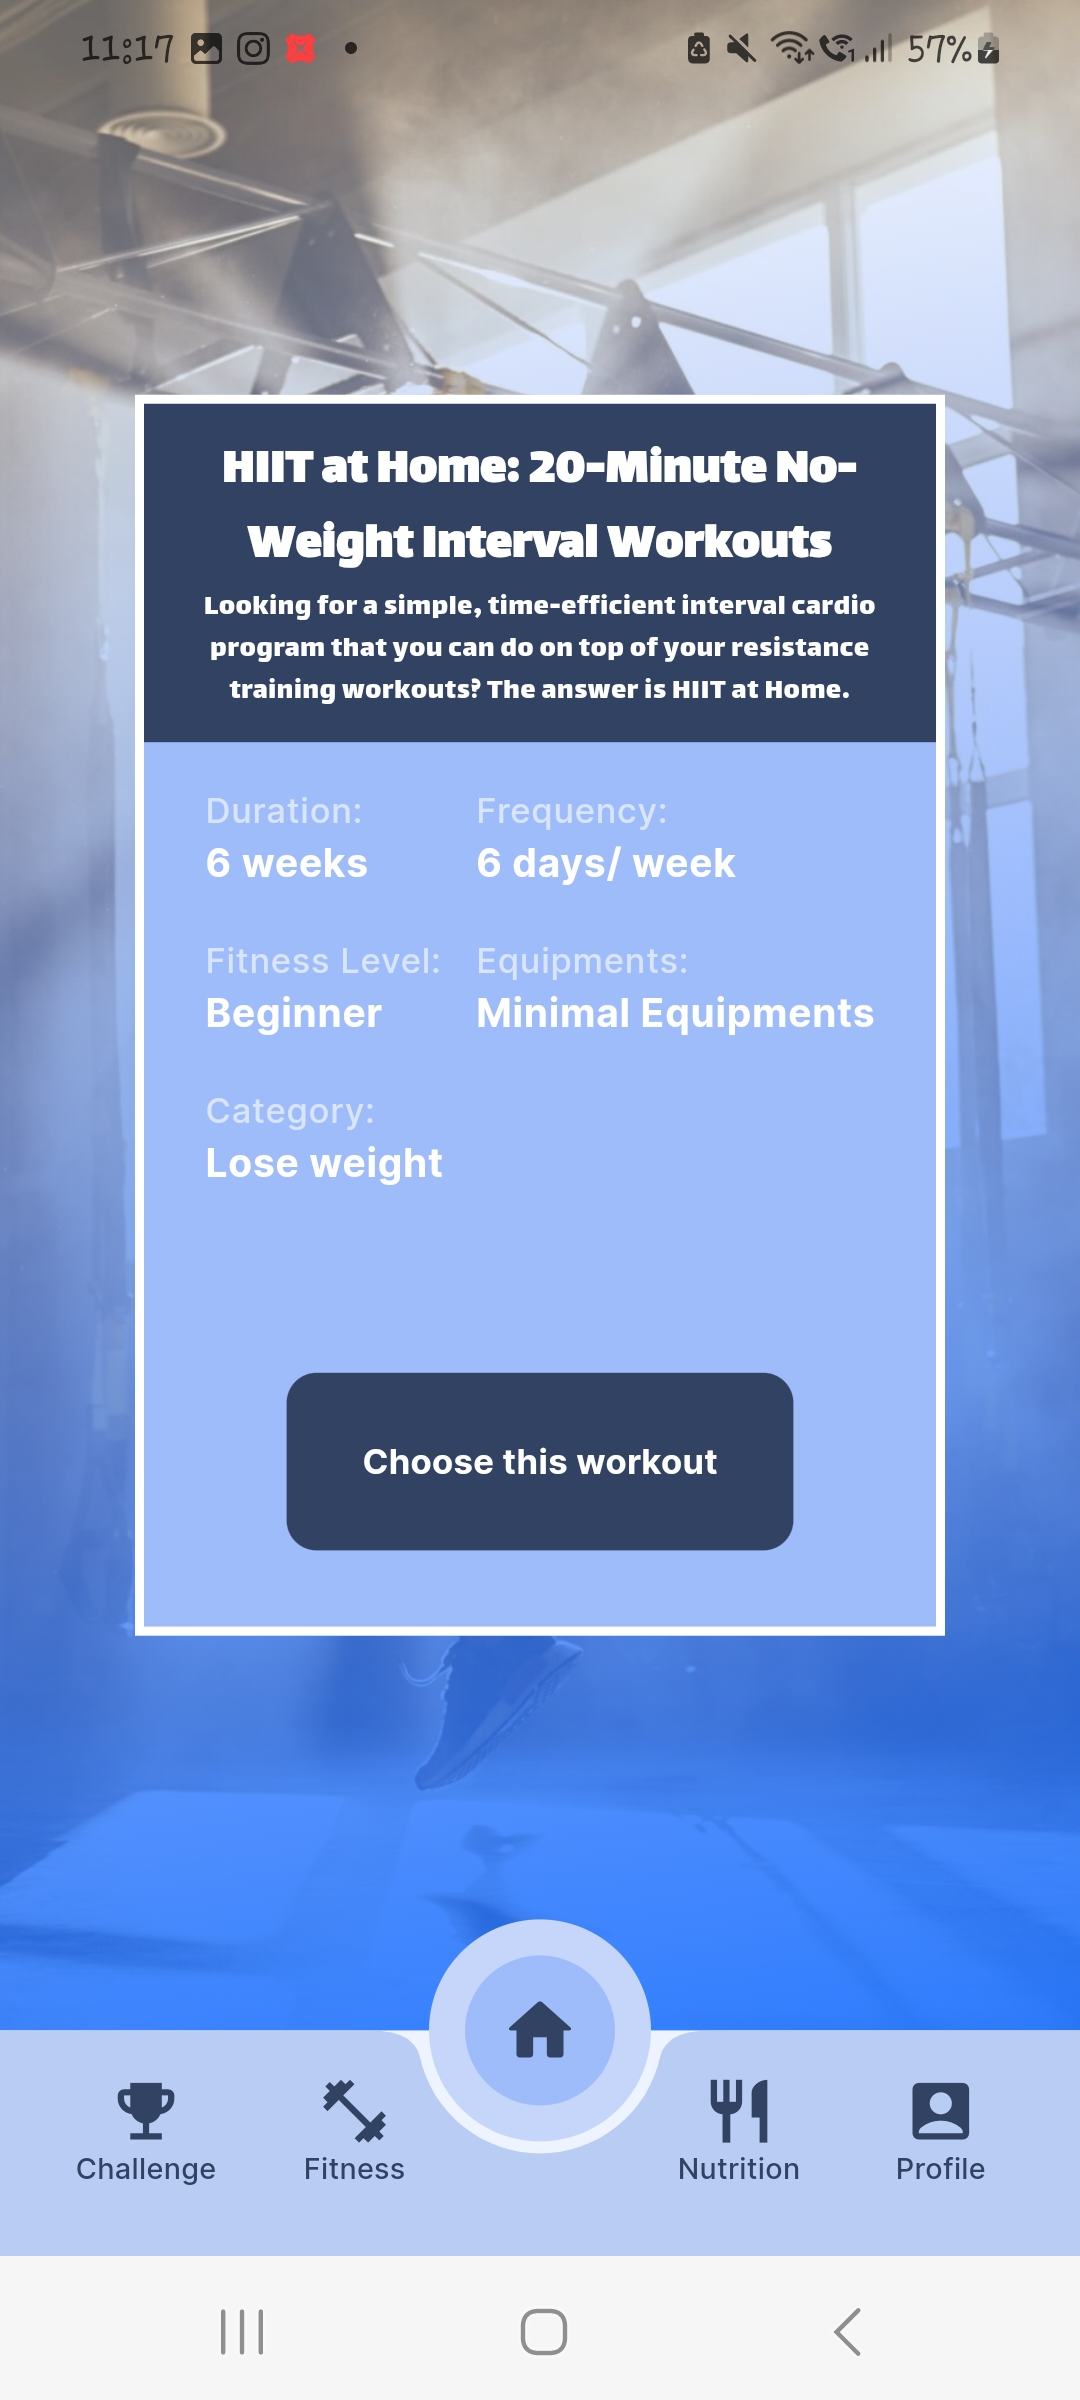 11:17
57%
HIIT at Home: 20-Minute No-
Weight Interval Workouts
Looking for a simple, time-efficient interval cardio
program that you can do on top of your resistance
training workouts? The answer is HIIT at Home.
Duration:
6 weeks
Frequency:
6 days/ week
Fitness Level:
Beginner
Equipments:
Minimal Equipments
Category:
Lose weight
Choose this workout
Challenge
Fitness
Nutrition
Profile